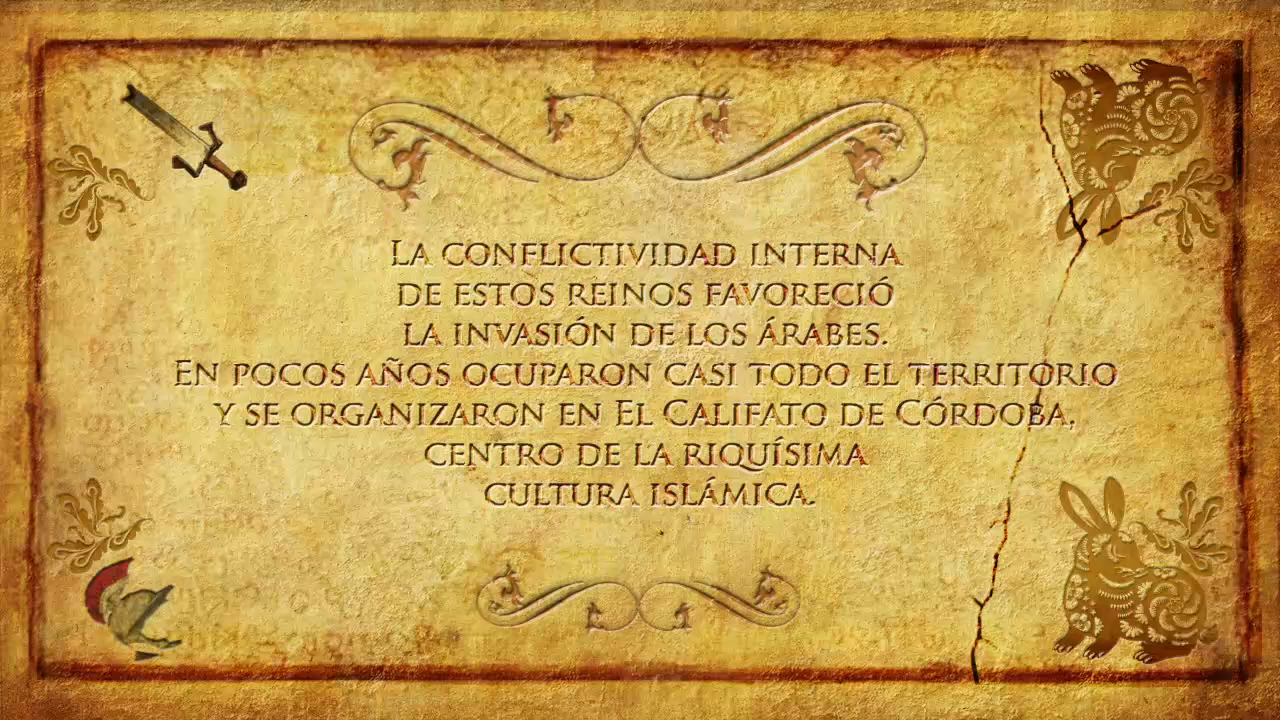 La conflictividad interna
de estos reinos favoreció
la invasión de los árabes.
En pocos años ocuparon casi todo el territorio
y se organizaron en El Califato de Córdoba,
centro de la riquísima
cultura islámica.